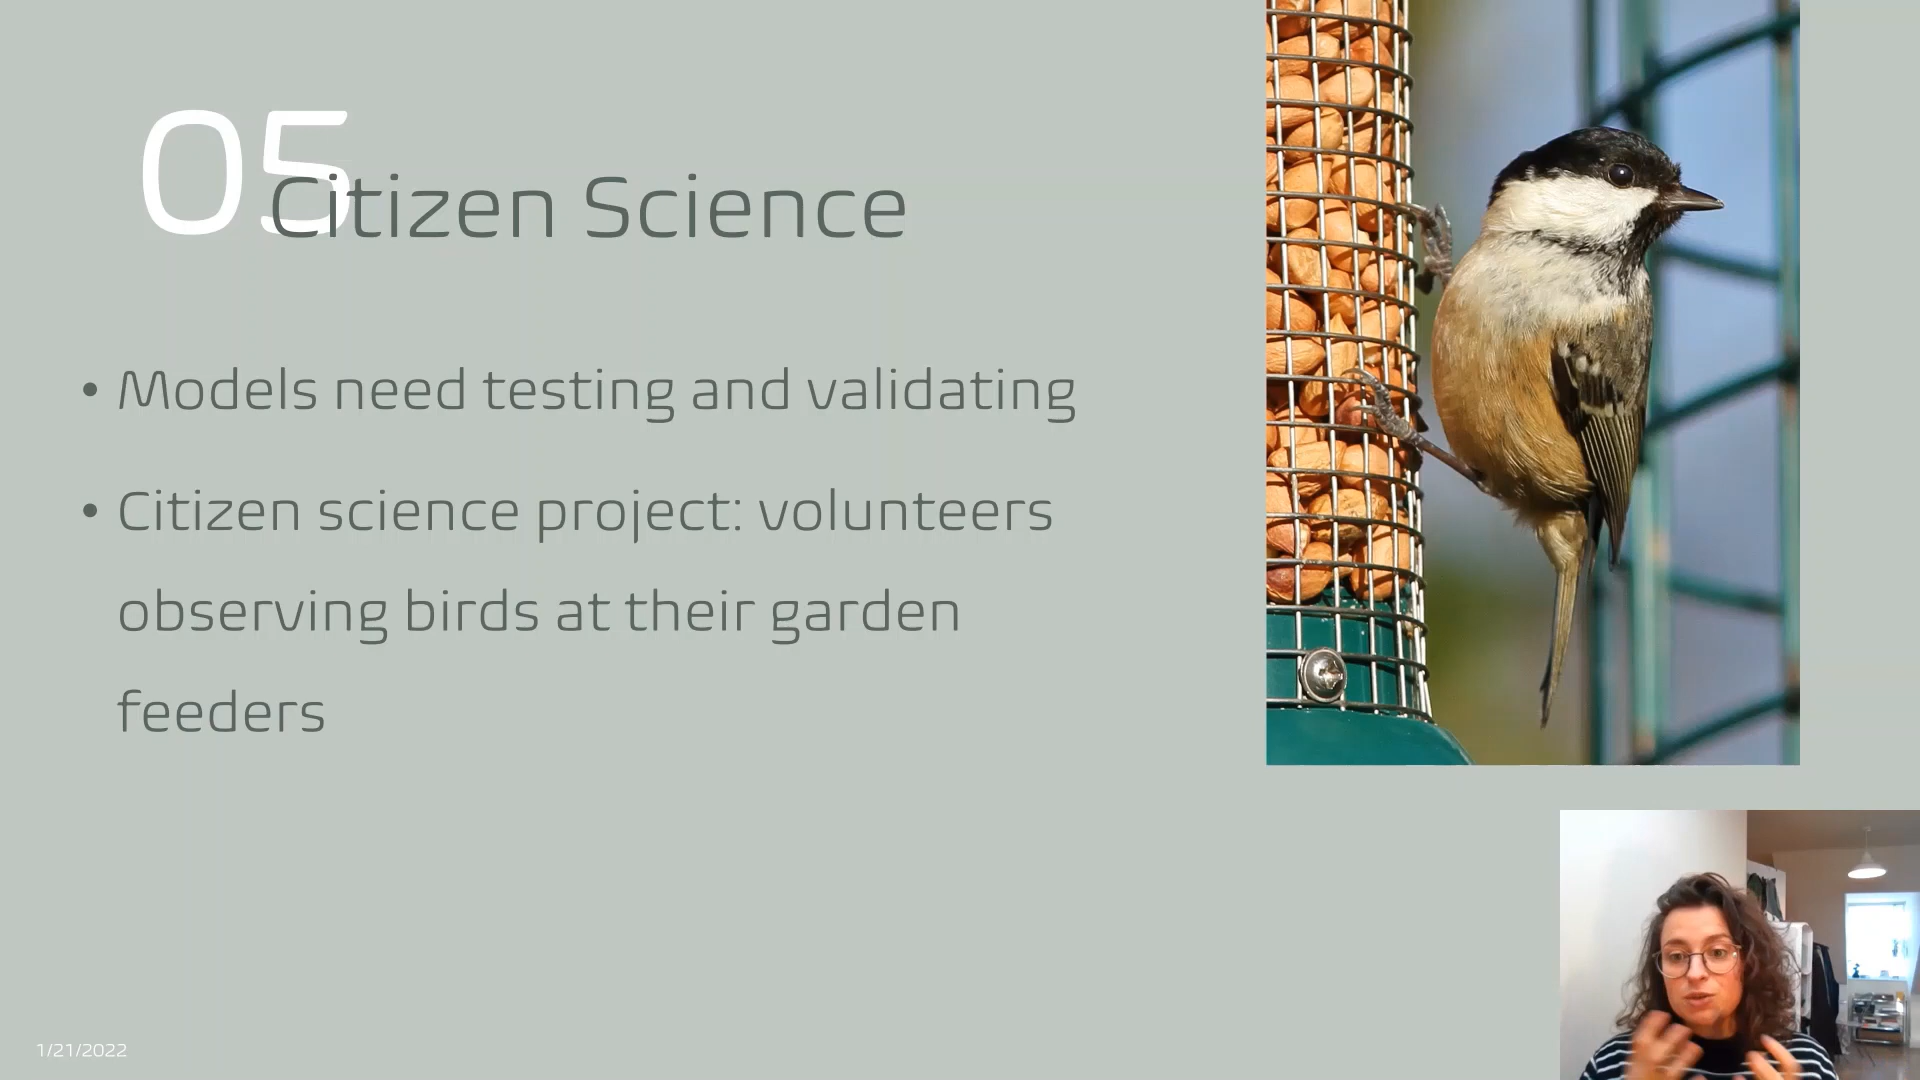 05
Citizen Science
• Models need testing and validating
• Citizen science project: volunteers
observing birds at their garden
feeders
1/21/2022